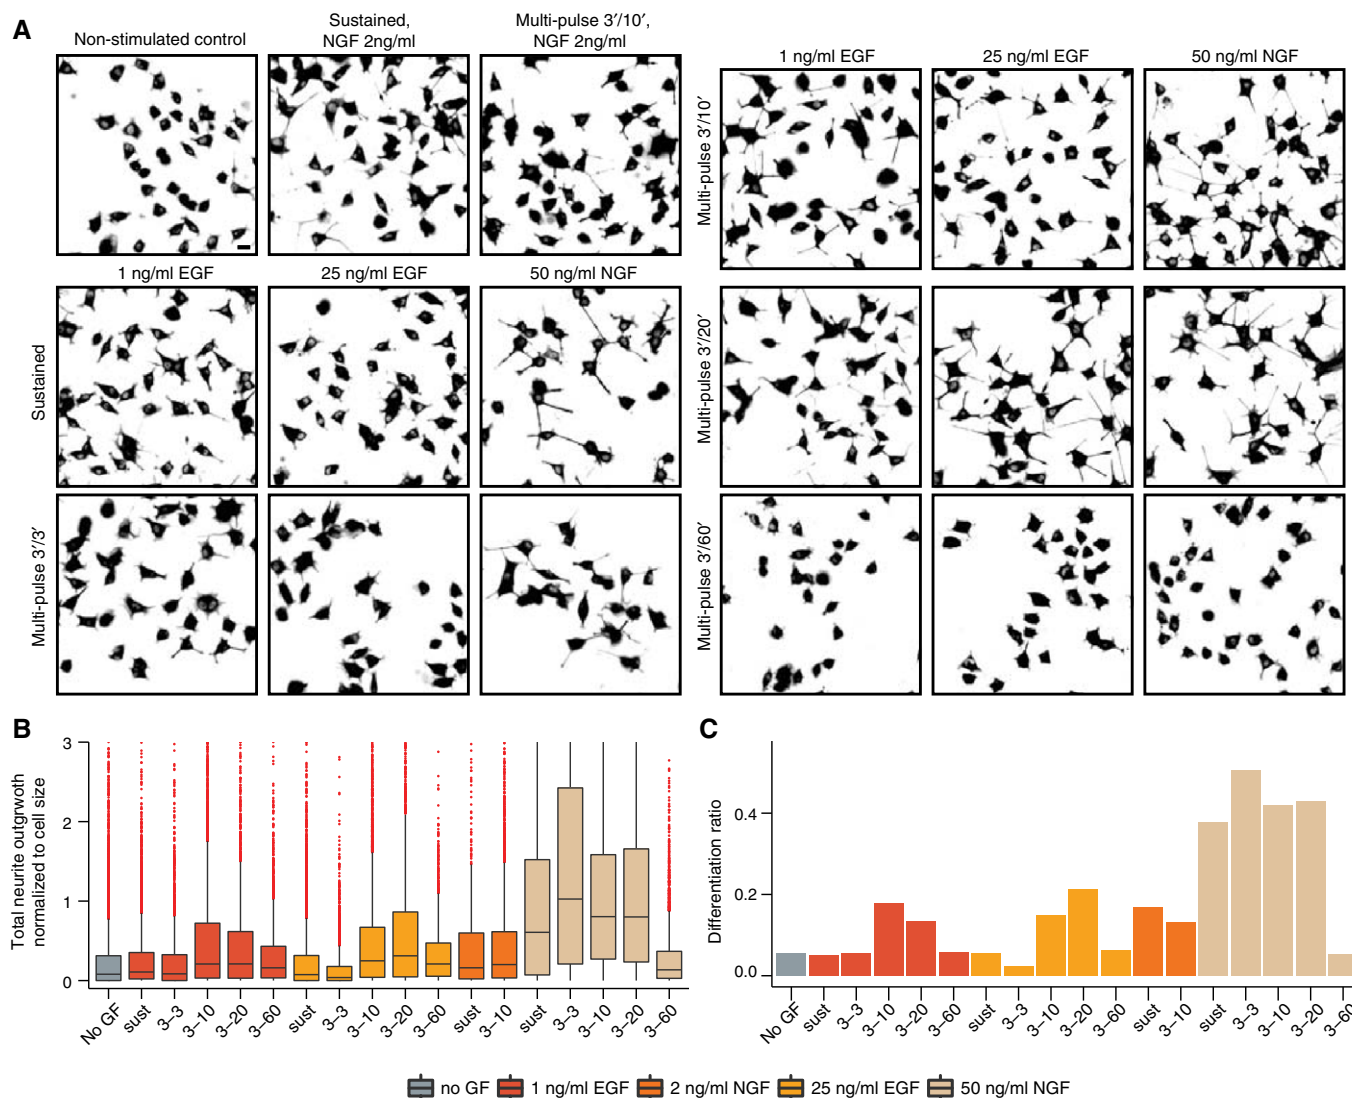 A
Non-stimulated control
Sustained,
NGF 2ng/ml
Multi-pulse 3′/10′,
NGF 2ng/ml
1 ng/ml EGF
25 ng/ml EGF
50 ng/ml NGF
Sustained
Multi-pulse 3′/3′
1 ng/ml EGF
25 ng/ml EGF
50 ng/ml NGF
Multi-pulse 3′/10′
Multi-pulse 3′/20′
Multi-pulse 3′/60′
B
Total neurite outgrwoth
normalized to cell size
3
2
1
0
No GF
sust
3–3
3–10
3–20
3–60
sust
3–3
3–10
3–20
3–60
sust
3–10
sust
3–3
3–10
3–20
3–60
C
Differentiation ratio
0.4
0.2
0.0
No GF
sust
3–3
3–10
3–20
3–60
sust
3–3
3–10
3–20
3–60
sust
3–10
sust
3–3
3–10
3–20
3–60
no GF
1 ng/ml EGF
2 ng/ml NGF
25 ng/ml EGF
50 ng/ml NGF